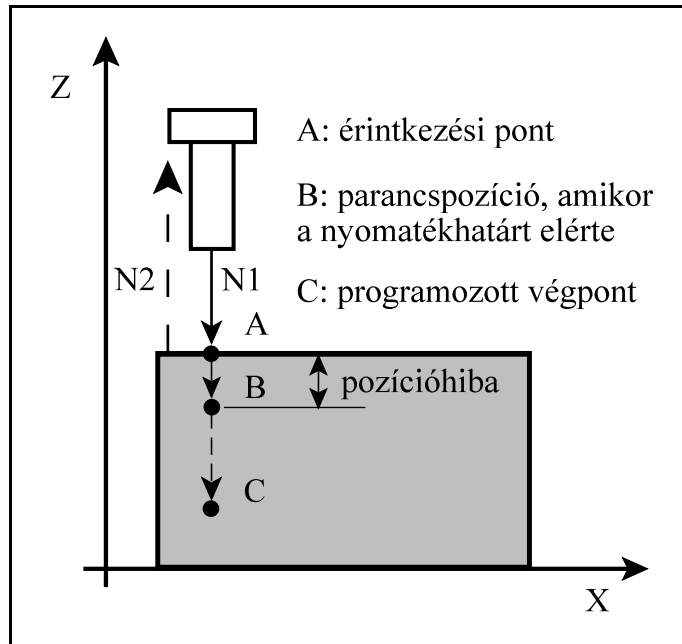 Z
A: érintkezési pont
B: parancspozíció, amikor
a nyomatékhatárt elérte
N2
N1
C: programozott végpont
A
B
pozícióhiba
C
X